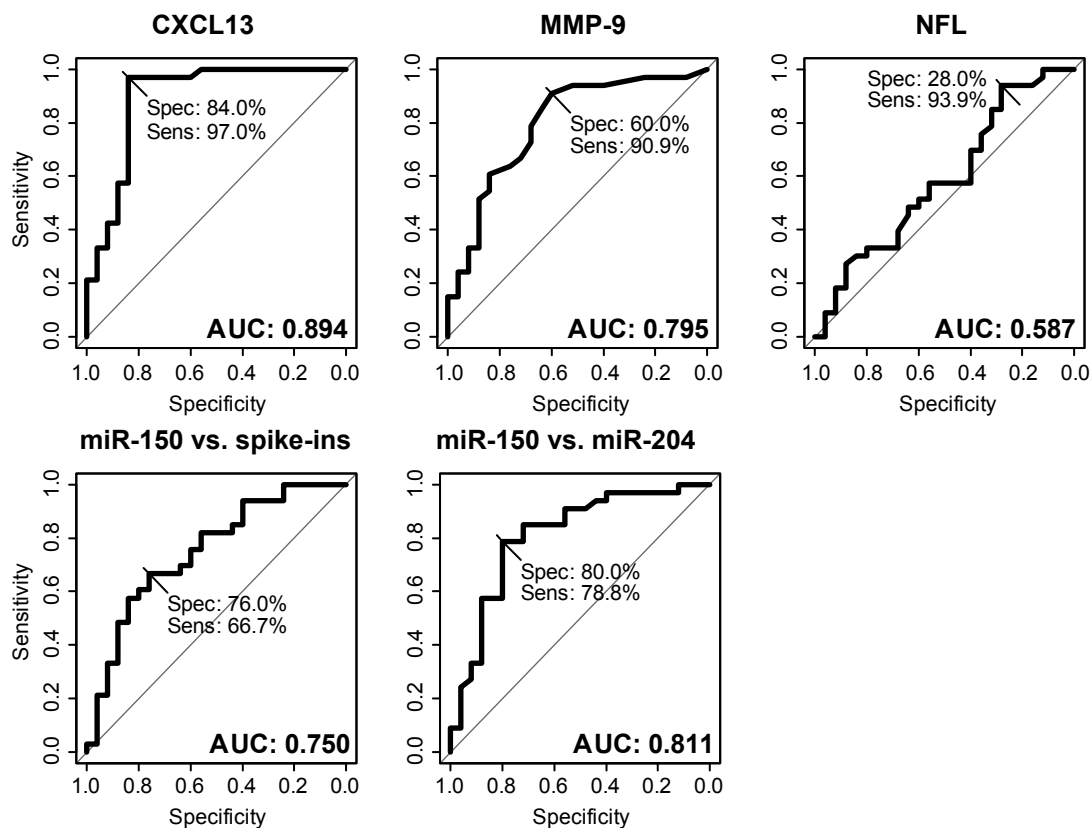 CXCL13
MMP-9
NFL
Sensitivity
0.0 0.2 0.4 0.6 0.8 1.0
Spec: 84.0%
Sens: 97.0%
AUC: 0.894
1.0 0.8 0.6 0.4 0.2 0.0
Specificity
0.0 0.2 0.4 0.6 0.8 1.0
Spec: 60.0%
Sens: 90.9%
AUC: 0.795
1.0 0.8 0.6 0.4 0.2 0.0
Specificity
0.0 0.2 0.4 0.6 0.8 1.0
Spec: 28.0%
Sens: 93.9%
AUC: 0.587
1.0 0.8 0.6 0.4 0.2 0.0
Specificity
miR-150 vs. spike-ins
miR-150 vs. miR-204
Sensitivity
0.0 0.2 0.4 0.6 0.8 1.0
Spec: 76.0%
Sens: 66.7%
AUC: 0.750
1.0 0.8 0.6 0.4 0.2 0.0
Specificity
0.0 0.2 0.4 0.6 0.8 1.0
Spec: 80.0%
Sens: 78.8%
AUC: 0.811
1.0 0.8 0.6 0.4 0.2 0.0
Specificity